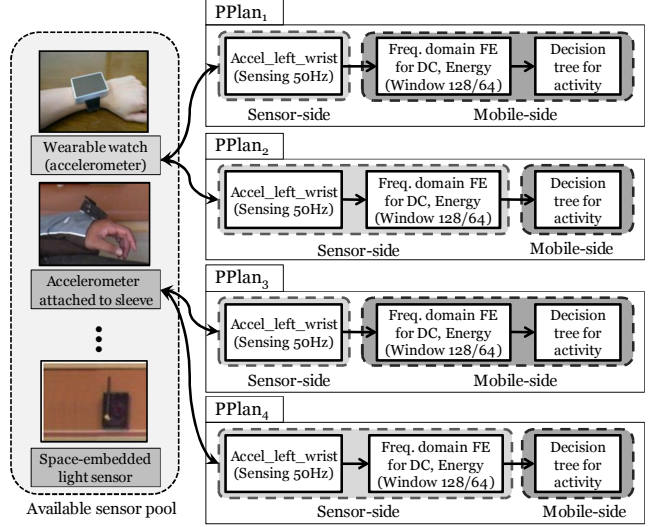 Wearable watch
(accelerometer)
Accelerometer
attached to sleeve
Space-embedded
light sensor
Available sensor pool
PPlan₁
Accel_left_wrist
(Sensing 50Hz)
Freq. domain FE
for DC, Energy
(Window 128/64)
Decision
tree for
activity
Sensor-side
Mobile-side
PPlan₂
Accel_left_wrist
(Sensing 50Hz)
Freq. domain FE
for DC, Energy
(Window 128/64)
Decision
tree for
activity
Sensor-side
Mobile-side
PPlan₃
Accel_left_wrist
(Sensing 50Hz)
Freq. domain FE
for DC, Energy
(Window 128/64)
Decision
tree for
activity
Sensor-side
Mobile-side
PPlan₄
Accel_left_wrist
(Sensing 50Hz)
Freq. domain FE
for DC, Energy
(Window 128/64)
Decision
tree for
activity
Sensor-side
Mobile-side